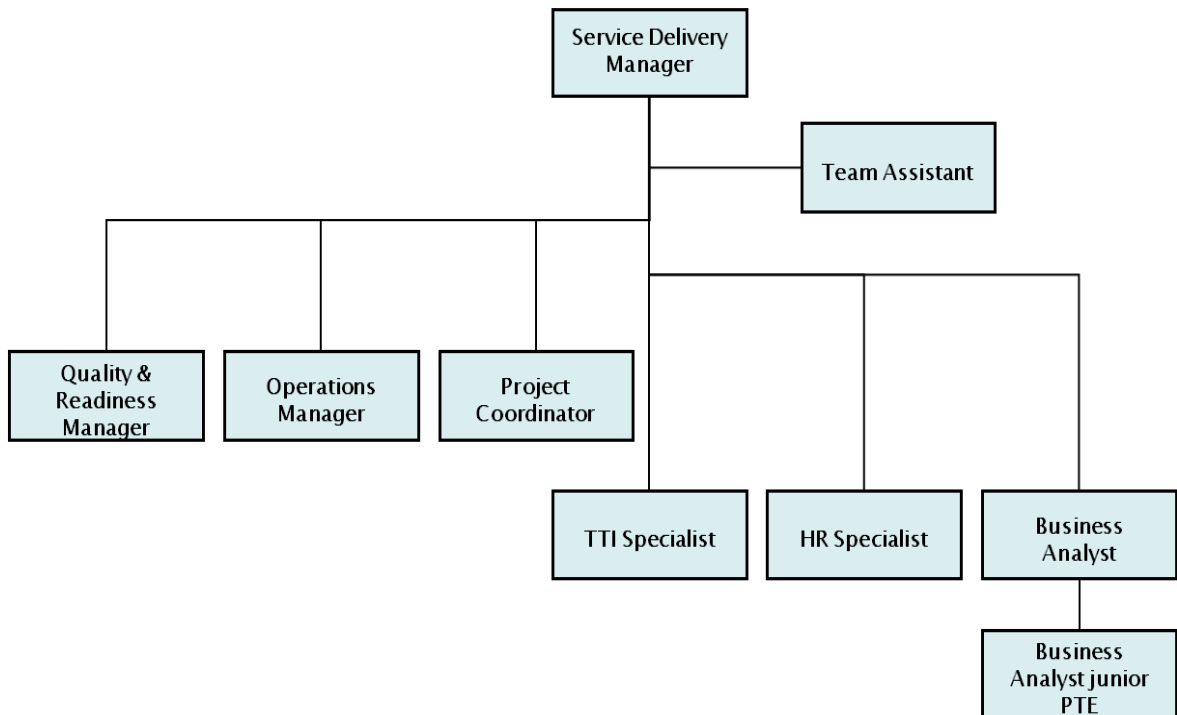 Service Delivery
Manager
Team Assistant
Quality &
Readiness
Manager
Operations
Manager
Project
Coordinator
TTI Specialist
HR Specialist
Business
Analyst
Business
Analyst junior
PTE